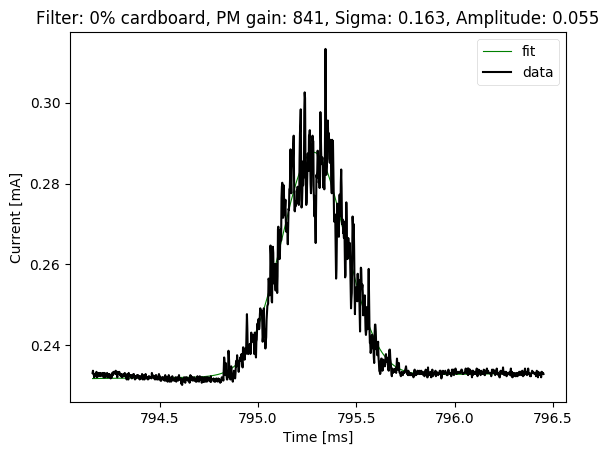 Filter: 0% cardboard, PM gain: 841, Sigma: 0.163, Amplitude: 0.055
fit
data
0.30
0.28
0.26
0.24
Current [mA]
794.5
795.0
795.5
796.0
796.5
Time [ms]